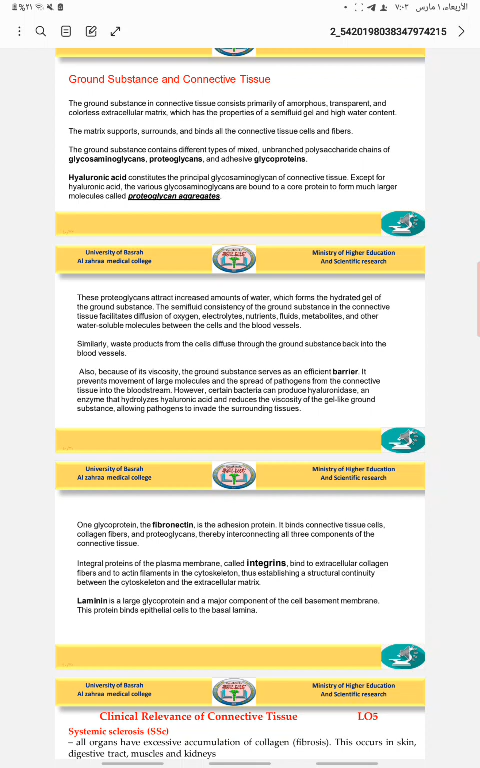 %٢١
الأربعاء، ١ مارس ٧:٠٢
2_5420198038347974215
Ground Substance and Connective Tissue
The ground substance in connective tissue consists primarily of amorphous, transparent, and
colorless extracellular matrix, which has the properties of a semifluid gel and high water content.
The matrix supports, surrounds, and binds all the connective tissue cells and fibers.
The ground substance contains different types of mixed, unbranched polysaccharide chains of
glycosaminoglycans, proteoglycans, and adhesive glycoproteins.
Hyaluronic acid constitutes the principal glycosaminoglycan of connective tissue. Except for
hyaluronic acid, the various glycosaminoglycans are bound to a core protein to form much larger
molecules called proteoglycan aggregates.
University of Basrah
Al zahraa medical college
Ministry of Higher Education
And Scientific research
These proteoglycans attract increased amounts of water, which forms the hydrated gel of
the ground substance. The semifluid consistency of the ground substance in the connective
tissue facilitates diffusion of oxygen, electrolytes, nutrients, fluids, metabolites, and other
water-soluble molecules between the cells and the blood vessels.
Similarly, waste products from the cells diffuse through the ground substance back into the
blood vessels.
Also, because of its viscosity, the ground substance serves as an efficient barrier. It
prevents movement of large molecules and the spread of pathogens from the connective
tissue into the bloodstream. However, certain bacteria can produce hyaluronidase, an
enzyme that hydrolyzes hyaluronic acid and reduces the viscosity of the gel-like ground
substance, allowing pathogens to invade the surrounding tissues.
University of Basrah
Al zahraa medical college
Ministry of Higher Education
And Scientific research
One glycoprotein, the fibronectin, is the adhesion protein. It binds connective tissue cells,
collagen fibers, and proteoglycans, thereby interconnecting all three components of the
connective tissue.
Integral proteins of the plasma membrane, called integrins, bind to extracellular collagen
fibers and to actin filaments in the cytoskeleton, thus establishing a structural continuity
between the cytoskeleton and the extracellular matrix.
Laminin is a large glycoprotein and a major component of the cell basement membrane.
This protein binds epithelial cells to the basal lamina.
University of Basrah
Al zahraa medical college
Ministry of Higher Education
And Scientific research
Clinical Relevance of Connective Tissue LO5
Systemic sclerosis (SSc)
– all organs have excessive accumulation of collagen (fibrosis). This occurs in skin,
digestive tract, muscles and kidneys